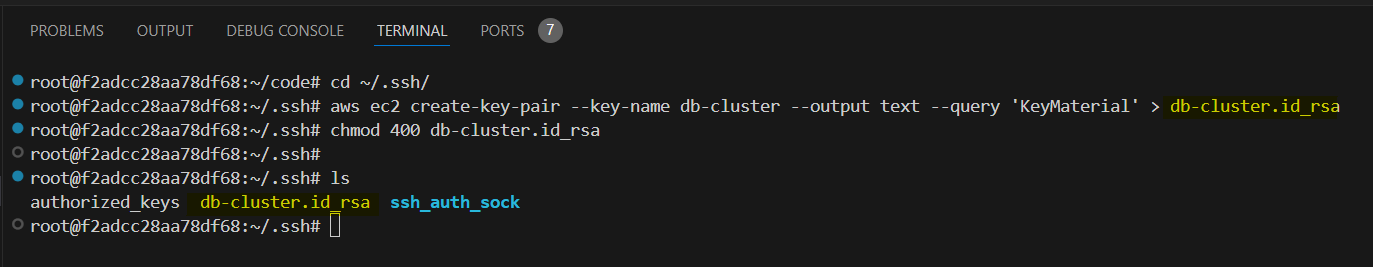 PROBLEMS OUTPUT DEBUG CONSOLE TERMINAL PORTS 7
root@f2adcc28aa78df68:~/code# cd ~/.ssh/
root@f2adcc28aa78df68:~/.ssh# aws ec2 create-key-pair --key-name db-cluster --output text --query 'KeyMaterial' > db-cluster.id_rsa
root@f2adcc28aa78df68:~/.ssh# chmod 400 db-cluster.id_rsa
root@f2adcc28aa78df68:~/.ssh#
root@f2adcc28aa78df68:~/.ssh# ls
authorized_keys db-cluster.id_rsa ssh_auth_sock
root@f2adcc28aa78df68:~/.ssh#